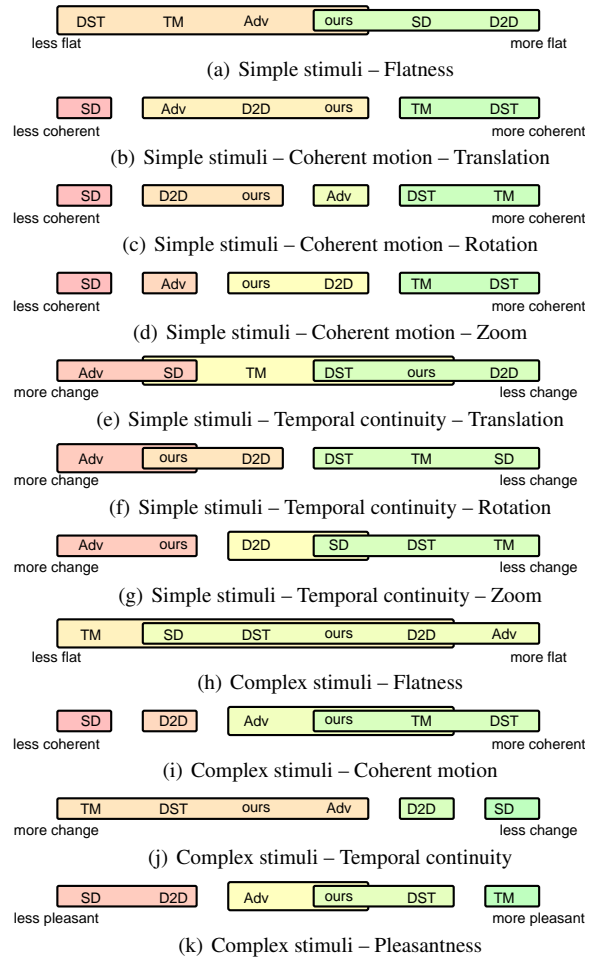 DST TM Adv ours SD D2D
less flat more flat
(a) Simple stimuli – Flatness
SD Adv D2D ours TM DST
less coherent more coherent
(b) Simple stimuli – Coherent motion – Translation
SD D2D ours Adv DST TM
less coherent more coherent
(c) Simple stimuli – Coherent motion – Rotation
SD Adv ours D2D TM DST
less coherent more coherent
(d) Simple stimuli – Coherent motion – Zoom
Adv SD TM DST ours D2D
more change less change
(e) Simple stimuli – Temporal continuity – Translation
Adv ours D2D DST TM SD
more change less change
(f) Simple stimuli – Temporal continuity – Rotation
Adv ours D2D SD DST TM
more change less change
(g) Simple stimuli – Temporal continuity – Zoom
TM SD DST ours D2D Adv
less flat more flat
(h) Complex stimuli – Flatness
SD D2D Adv ours TM DST
less coherent more coherent
(i) Complex stimuli – Coherent motion
TM DST ours Adv D2D SD
more change less change
(j) Complex stimuli – Temporal continuity
SD D2D Adv ours DST TM
less pleasant more pleasant
(k) Complex stimuli – Pleasantness